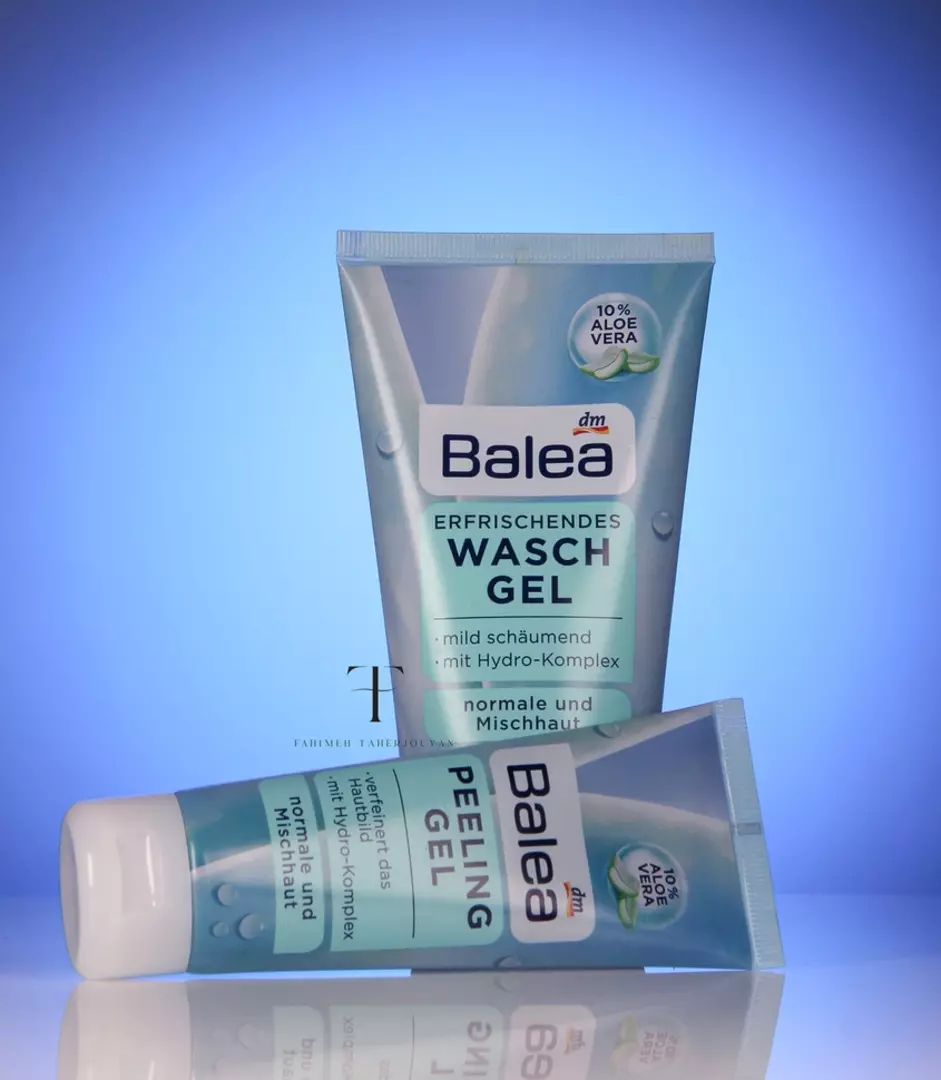 10%
ALOE
VERA
dm
Balea
ERFRISCHENDES
WASCH
GEL
· mild schäumend
· mit Hydro-Komplex
normale und
Mischhaut
T
FAHIMEH TAHERJOUYAN
10%
ALOE
VERA
dm
Balea
PEELING
GEL
· verfeinert das
Hautbild
· mit Hydro-Komplex
normale und
Mischhaut